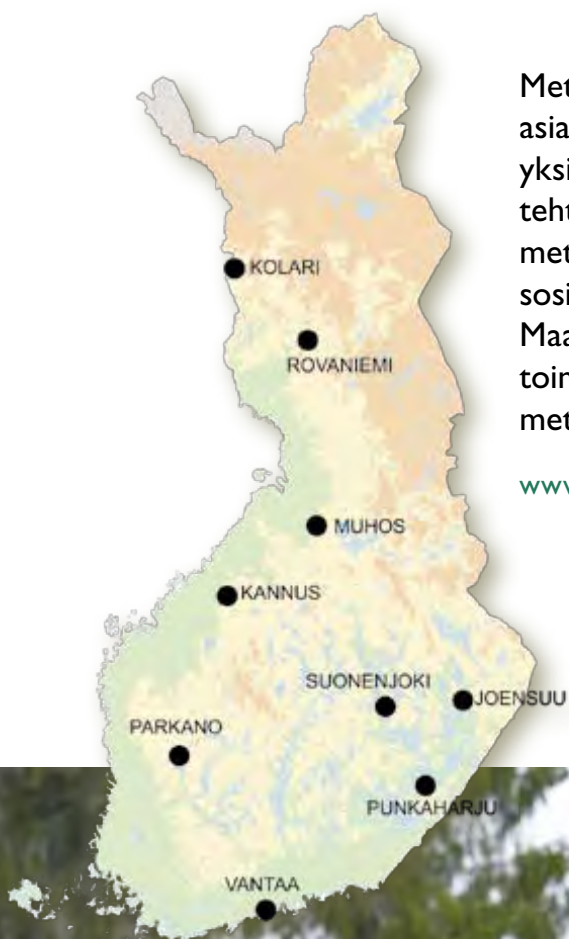 KOLARI
ROVANIEMI
MUHOS
KANNUS
SUONENJOKI
JOENSUU
PARKANO
PUNKAHARJU
VANTAA
Met
asia
yksi
teht
met
sosi
Maa
toin
met
www